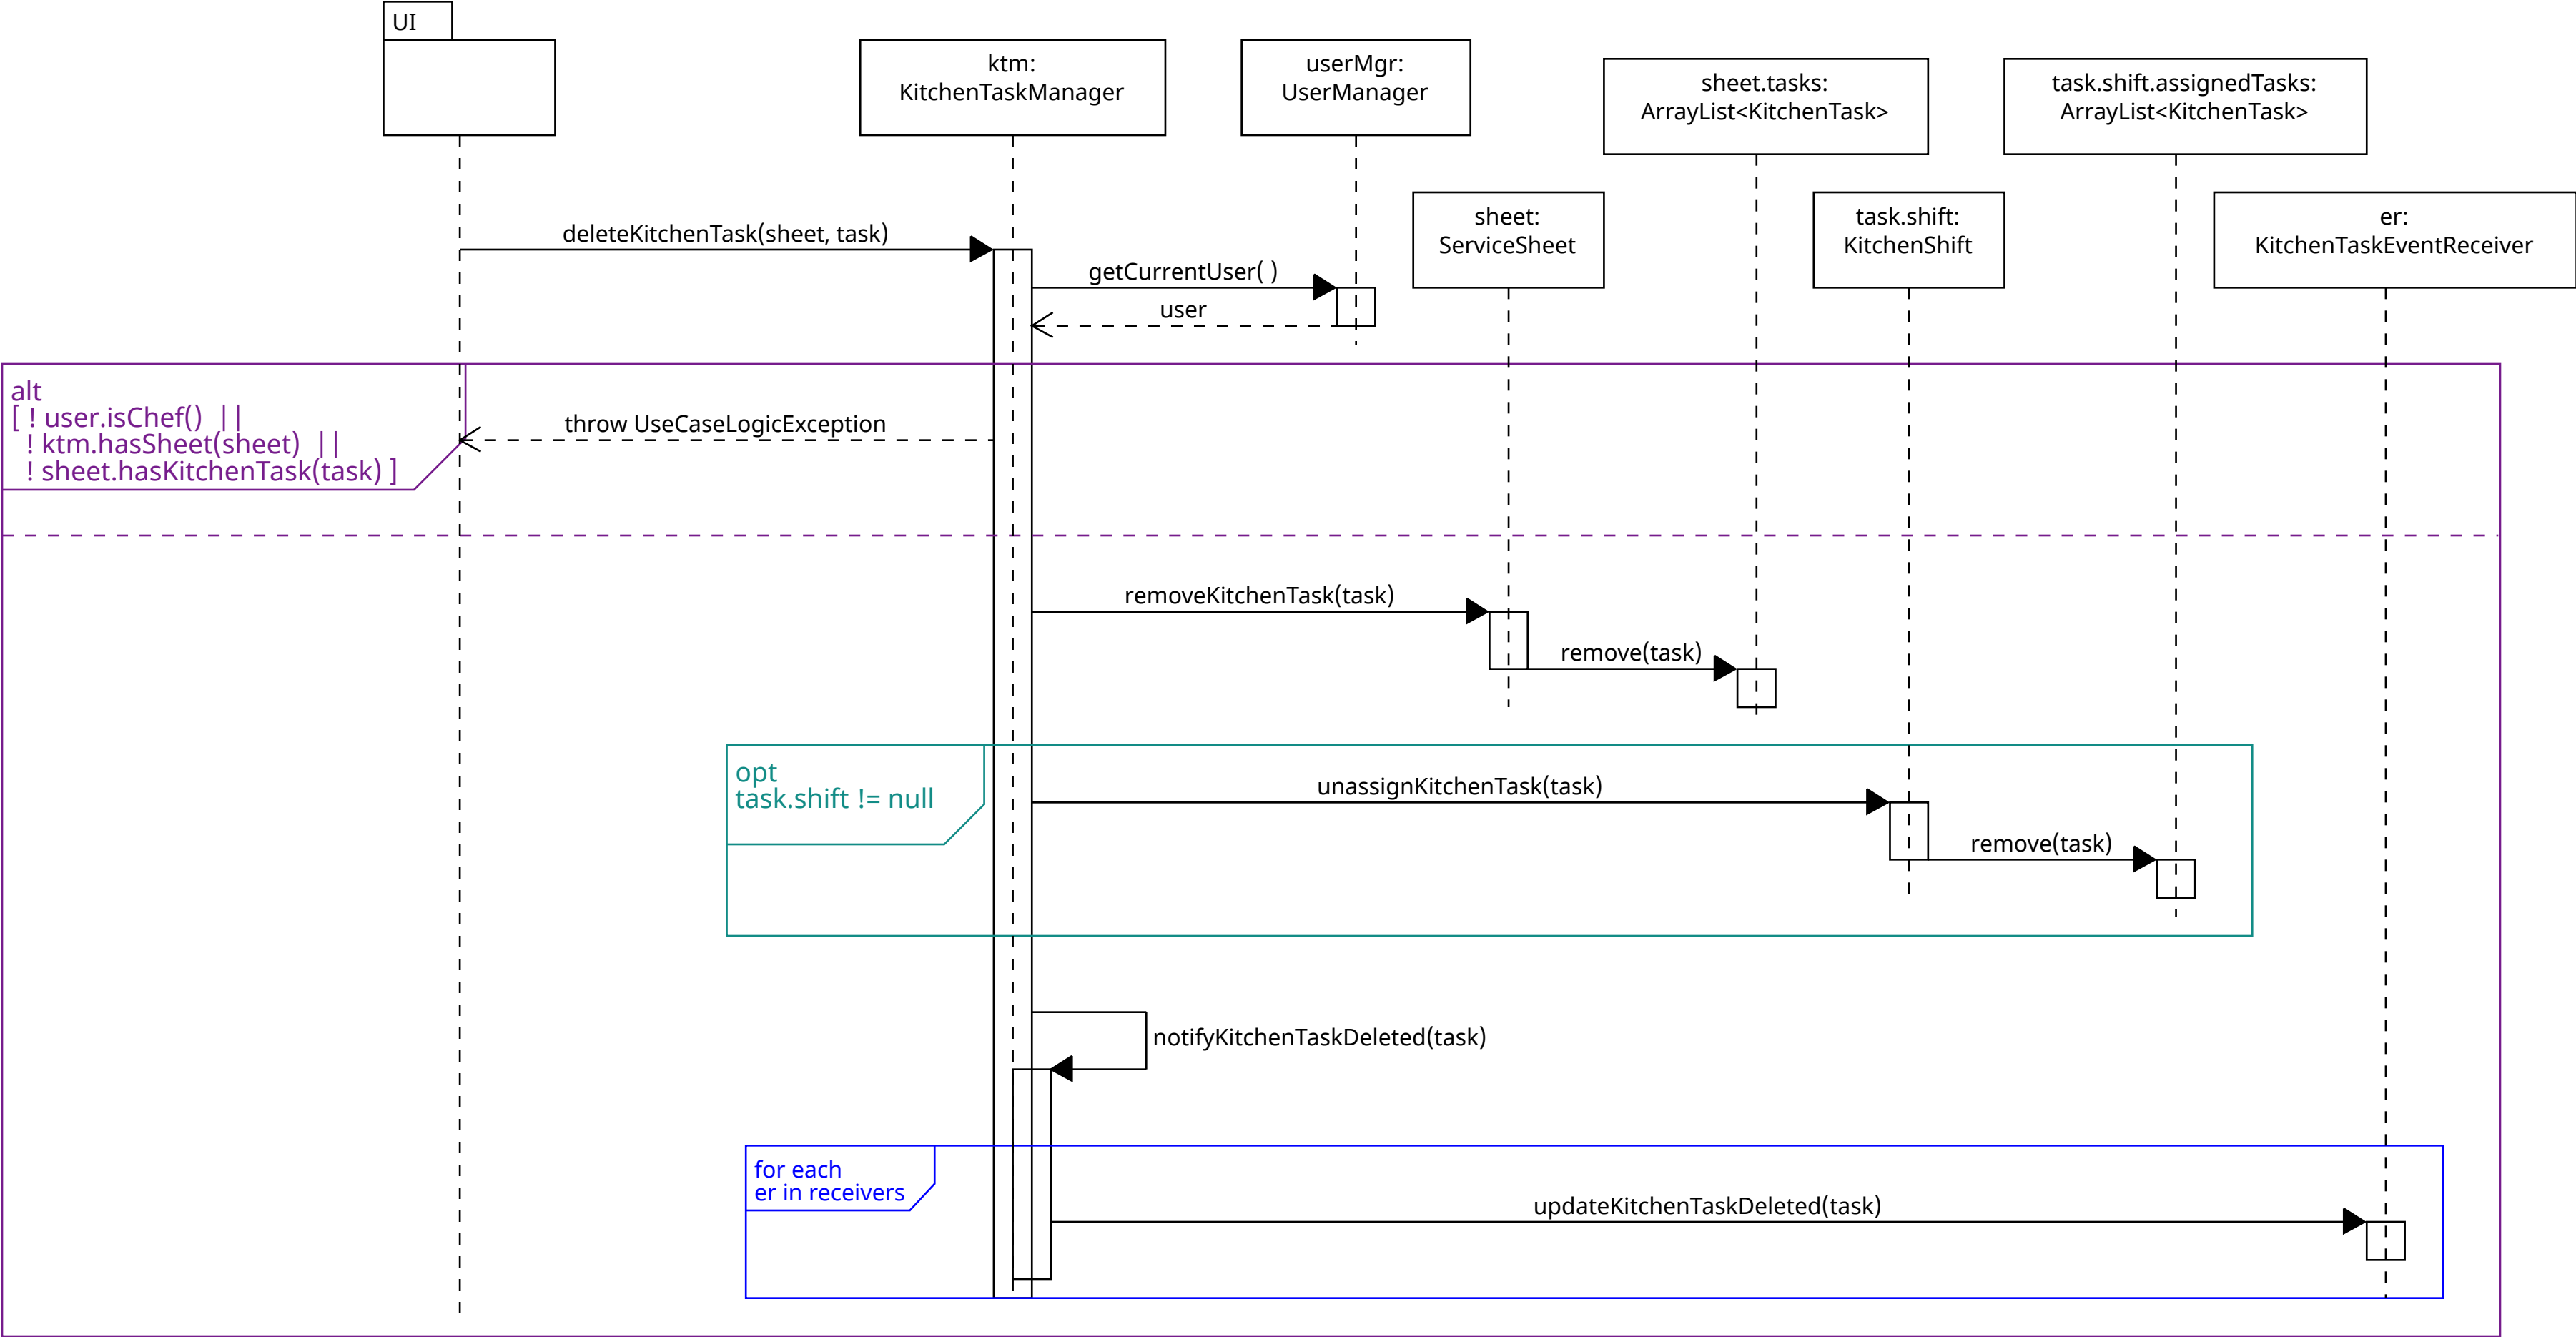 UI
ktm:
KitchenTaskManager
userMgr:
UserManager
sheet.tasks:
ArrayList<KitchenTask>
task.shift.assignedTasks:
ArrayList<KitchenTask>
sheet:
ServiceSheet
task.shift:
KitchenShift
er:
KitchenTaskEventReceiver
deleteKitchenTask(sheet, task)
getCurrentUser( )
user
alt
[ ! user.isChef() ||
! ktm.hasSheet(sheet) ||
! sheet.hasKitchenTask(task) ]
throw UseCaseLogicException
removeKitchenTask(task)
remove(task)
opt
task.shift != null
unassignKitchenTask(task)
remove(task)
notifyKitchenTaskDeleted(task)
for each
er in receivers
updateKitchenTaskDeleted(task)